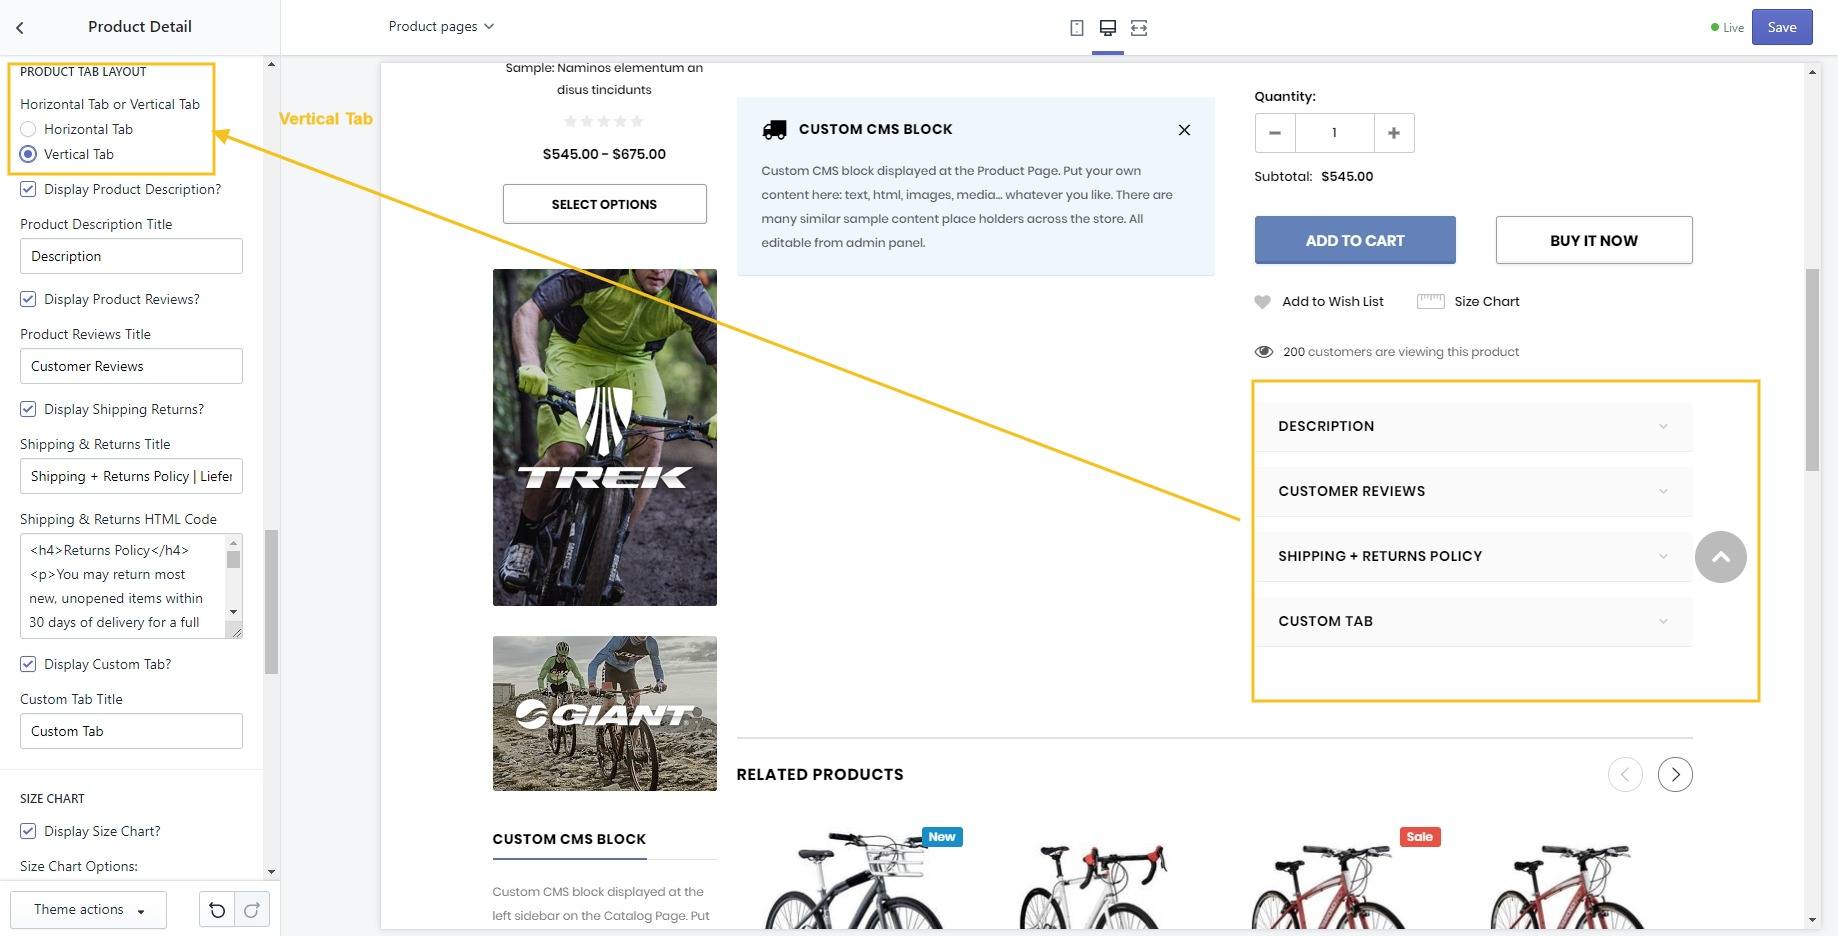 Product Detail
Product pages
Live
Save
PRODUCT TAB LAYOUT
Horizontal Tab or Vertical Tab
Horizontal Tab
Vertical Tab
Display Product Description?
Product Description Title
Description
Display Product Reviews?
Product Reviews Title
Customer Reviews
Display Shipping Returns?
Shipping & Returns Title
Shipping + Returns Policy | Liefer
Shipping & Returns HTML Code
<h4>Returns Policy</h4>
<p>You may return most
new, unopened items within
30 days of delivery for a full
Display Custom Tab?
Custom Tab Title
Custom Tab
SIZE CHART
Display Size Chart?
Size Chart Options:
Theme actions
Vertical Tab
Sample: Naminos elementum an
disus tincidunts
$545.00 - $675.00
SELECT OPTIONS
TREK
GIANT
CUSTOM CMS BLOCK
Custom CMS block displayed at the
left sidebar on the Catalog Page. Put
CUSTOM CMS BLOCK
Custom CMS block displayed at the Product Page. Put your own
content here: text, html, images, media… whatever you like. There are
many similar sample content place holders across the store. All
editable from admin panel.
Quantity:
1
Subtotal: $545.00
ADD TO CART
BUY IT NOW
Add to Wish List
Size Chart
200 customers are viewing this product
DESCRIPTION
CUSTOMER REVIEWS
SHIPPING + RETURNS POLICY
CUSTOM TAB
RELATED PRODUCTS
New
Sale